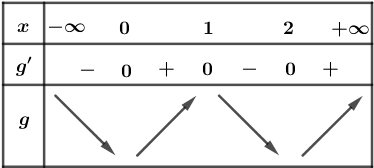 x −∞ 0 1 2 +∞
g′ − 0 + 0 − 0 +
g